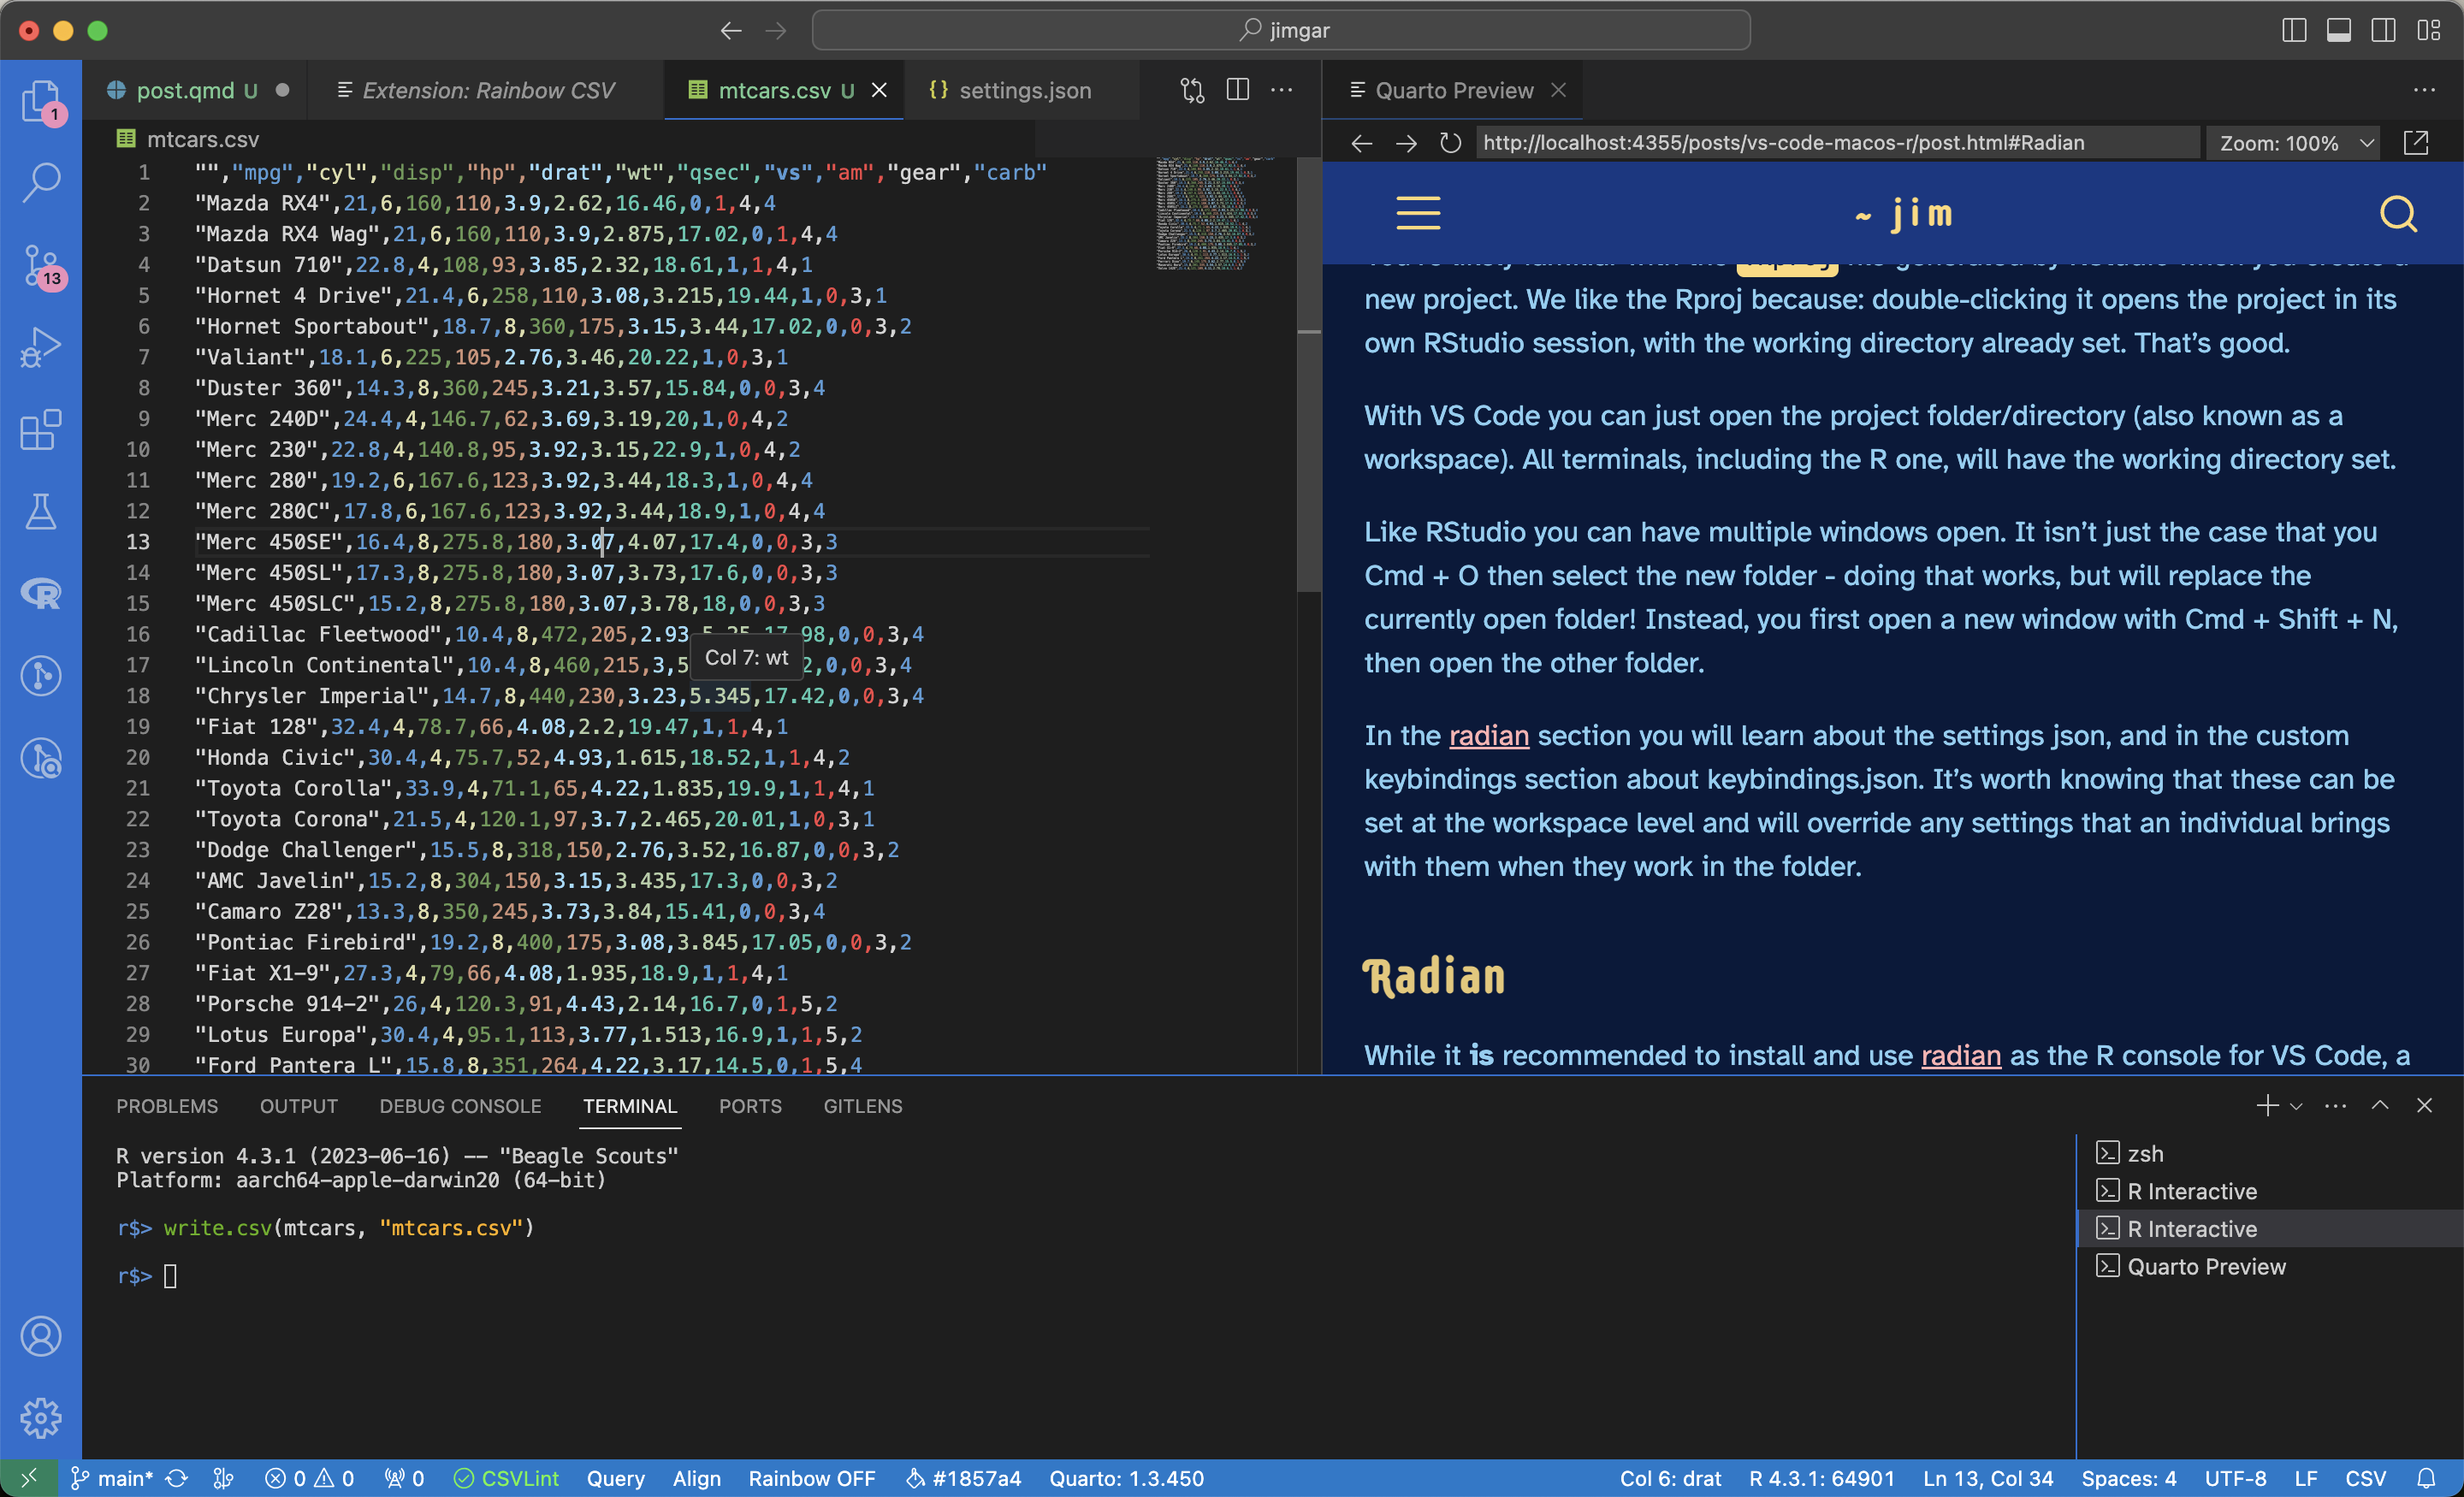 jimgar
post.qmd U
Extension: Rainbow CSV
mtcars.csv U
{} settings.json
Quarto Preview
1
13
mtcars.csv
http://localhost:4355/posts/vs-code-macos-r/post.html#Radian
Zoom: 100%
1 "","mpg","cyl","disp","hp","drat","wt","qsec","vs","am","gear","carb"
2 "Mazda RX4",21,6,160,110,3.9,2.62,16.46,0,1,4,4
3 "Mazda RX4 Wag",21,6,160,110,3.9,2.875,17.02,0,1,4,4
4 "Datsun 710",22.8,4,108,93,3.85,2.32,18.61,1,1,4,1
5 "Hornet 4 Drive",21.4,6,258,110,3.08,3.215,19.44,1,0,3,1
6 "Hornet Sportabout",18.7,8,360,175,3.15,3.44,17.02,0,0,3,2
7 "Valiant",18.1,6,225,105,2.76,3.46,20.22,1,0,3,1
8 "Duster 360",14.3,8,360,245,3.21,3.57,15.84,0,0,3,4
9 "Merc 240D",24.4,4,146.7,62,3.69,3.19,20,1,0,4,2
10 "Merc 230",22.8,4,140.8,95,3.92,3.15,22.9,1,0,4,2
11 "Merc 280",19.2,6,167.6,123,3.92,3.44,18.3,1,0,4,4
12 "Merc 280C",17.8,6,167.6,123,3.92,3.44,18.9,1,0,4,4
13 "Merc 450SE",16.4,8,275.8,180,3.07,4.07,17.4,0,0,3,3
14 "Merc 450SL",17.3,8,275.8,180,3.07,3.73,17.6,0,0,3,3
15 "Merc 450SLC",15.2,8,275.8,180,3.07,3.78,18,0,0,3,3
16 "Cadillac Fleetwood",10.4,8,472,205,2.93,5.25,17.98,0,0,3,4
17 "Lincoln Continental",10.4,8,460,215,3,5 2,0,0,3,4
Col 7: wt
18 "Chrysler Imperial",14.7,8,440,230,3.23,5.345,17.42,0,0,3,4
19 "Fiat 128",32.4,4,78.7,66,4.08,2.2,19.47,1,1,4,1
20 "Honda Civic",30.4,4,75.7,52,4.93,1.615,18.52,1,1,4,2
21 "Toyota Corolla",33.9,4,71.1,65,4.22,1.835,19.9,1,1,4,1
22 "Toyota Corona",21.5,4,120.1,97,3.7,2.465,20.01,1,0,3,1
23 "Dodge Challenger",15.5,8,318,150,2.76,3.52,16.87,0,0,3,2
24 "AMC Javelin",15.2,8,304,150,3.15,3.435,17.3,0,0,3,2
25 "Camaro Z28",13.3,8,350,245,3.73,3.84,15.41,0,0,3,4
26 "Pontiac Firebird",19.2,8,400,175,3.08,3.845,17.05,0,0,3,2
27 "Fiat X1-9",27.3,4,79,66,4.08,1.935,18.9,1,1,4,1
28 "Porsche 914-2",26,4,120.3,91,4.43,2.14,16.7,0,1,5,2
29 "Lotus Europa",30.4,4,95.1,113,3.77,1.513,16.9,1,1,5,2
30 "Ford Pantera L",15.8,8,351,264,4.22,3.17,14.5,0,1,5,4
~ jim
new project. We like the Rproj because: double-clicking it opens the project in its
own RStudio session, with the working directory already set. That’s good.
With VS Code you can just open the project folder/directory (also known as a
workspace). All terminals, including the R one, will have the working directory set.
Like RStudio you can have multiple windows open. It isn’t just the case that you
Cmd + O then select the new folder - doing that works, but will replace the
currently open folder! Instead, you first open a new window with Cmd + Shift + N,
then open the other folder.
In the radian section you will learn about the settings json, and in the custom
keybindings section about keybindings.json. It’s worth knowing that these can be
set at the workspace level and will override any settings that an individual brings
with them when they work in the folder.
Radian
While it is recommended to install and use radian as the R console for VS Code, a
PROBLEMS OUTPUT DEBUG CONSOLE TERMINAL PORTS GITLENS
R version 4.3.1 (2023-06-16) -- "Beagle Scouts"
Platform: aarch64-apple-darwin20 (64-bit)
r$> write.csv(mtcars, "mtcars.csv")
r$>
zsh
R Interactive
R Interactive
Quarto Preview
main* 0 0 0 CSVLint Query Align Rainbow OFF #1857a4 Quarto: 1.3.450 Col 6: drat R 4.3.1: 64901 Ln 13, Col 34 Spaces: 4 UTF-8 LF CSV